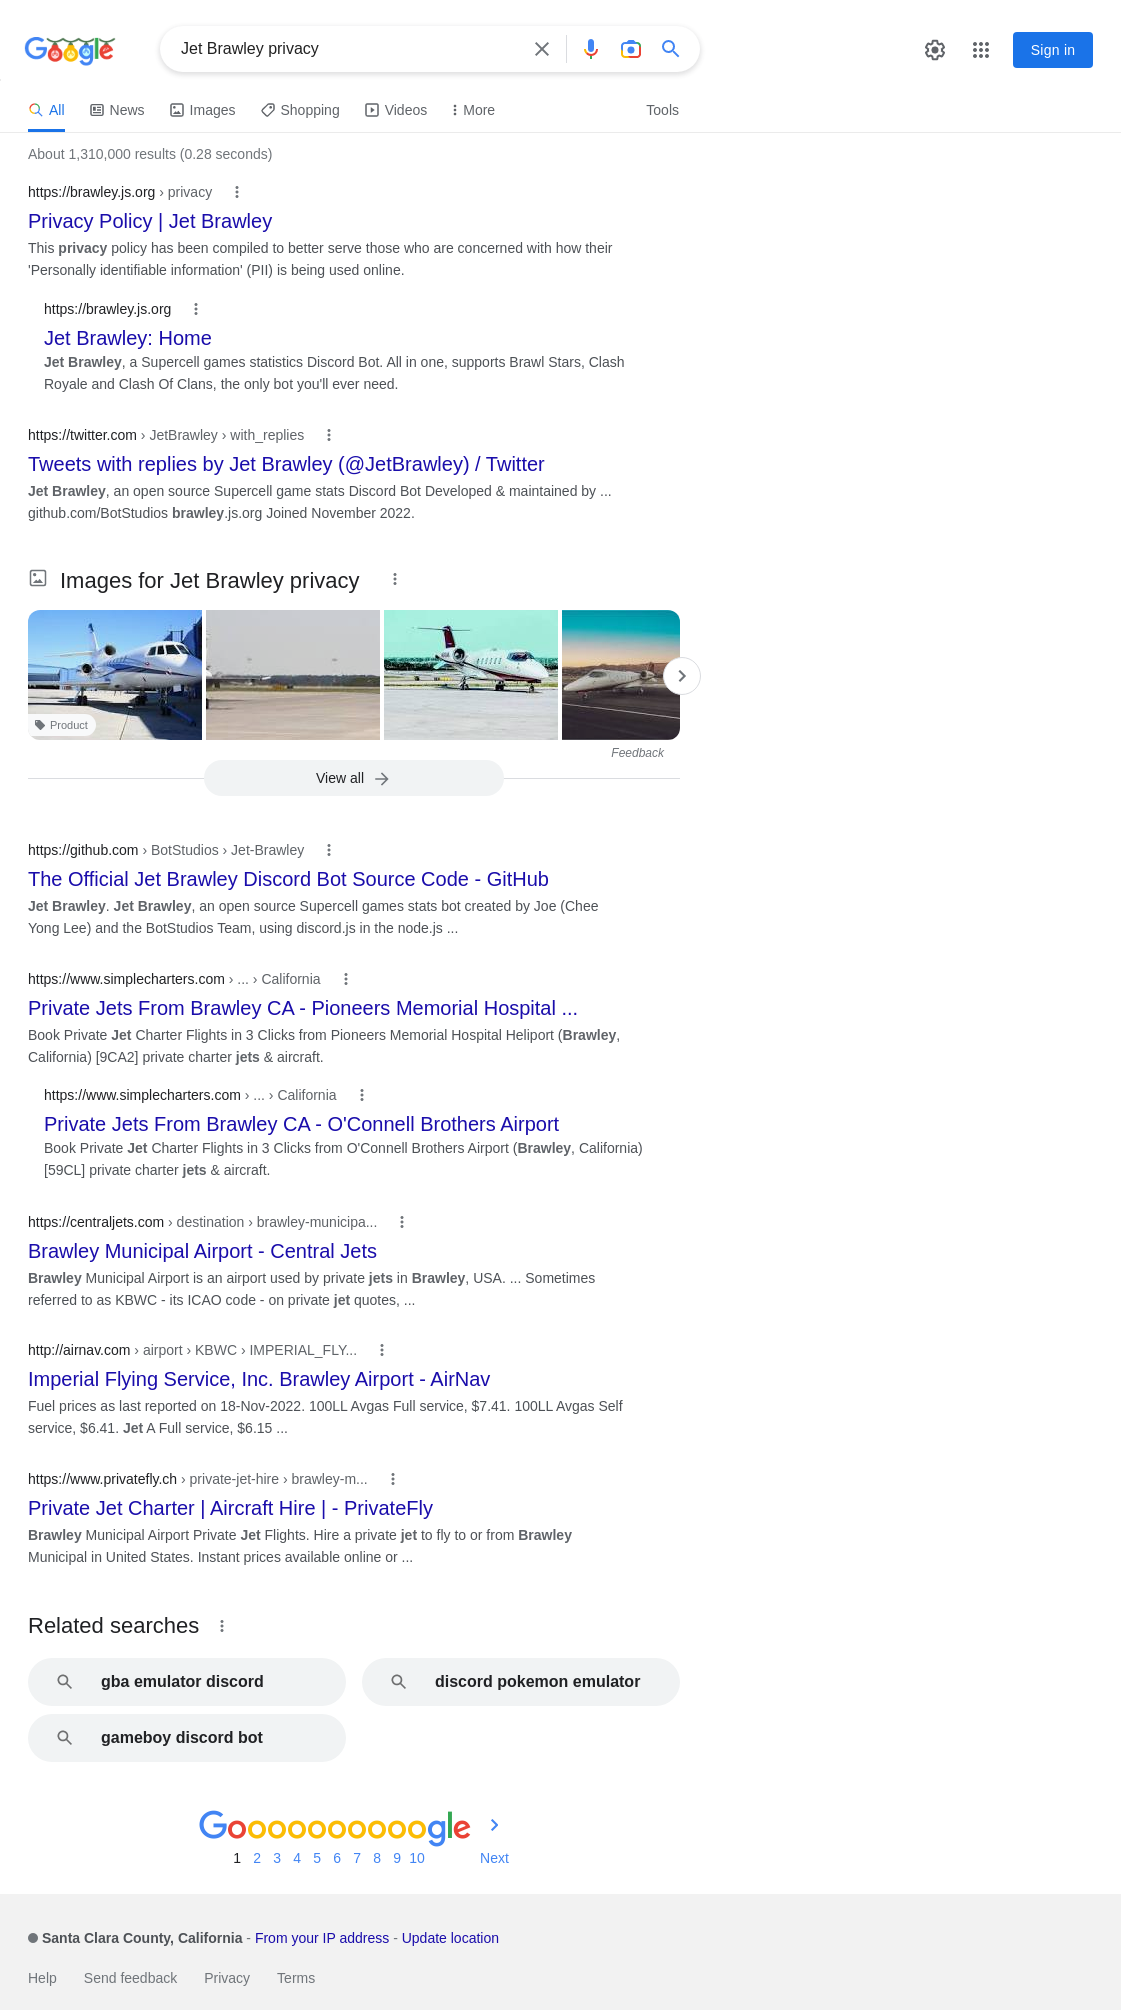 Google
Jet Brawley privacy
Sign in
All News Images Shopping Videos More Tools
About 1,310,000 results (0.28 seconds)
https://brawley.js.org › privacy
Privacy Policy | Jet Brawley
This privacy policy has been compiled to better serve those who are concerned with how their
'Personally identifiable information' (PII) is being used online.
https://brawley.js.org
Jet Brawley: Home
Jet Brawley, a Supercell games statistics Discord Bot. All in one, supports Brawl Stars, Clash
Royale and Clash Of Clans, the only bot you'll ever need.
https://twitter.com › JetBrawley › with_replies
Tweets with replies by Jet Brawley (@JetBrawley) / Twitter
Jet Brawley, an open source Supercell game stats Discord Bot Developed & maintained by ...
github.com/BotStudios brawley.js.org Joined November 2022.
Images for Jet Brawley privacy
Product
Feedback
View all
https://github.com › BotStudios › Jet-Brawley
The Official Jet Brawley Discord Bot Source Code - GitHub
Jet Brawley. Jet Brawley, an open source Supercell games stats bot created by Joe (Chee
Yong Lee) and the BotStudios Team, using discord.js in the node.js ...
https://www.simplecharters.com › ... › California
Private Jets From Brawley CA - Pioneers Memorial Hospital ...
Book Private Jet Charter Flights in 3 Clicks from Pioneers Memorial Hospital Heliport (Brawley,
California) [9CA2] private charter jets & aircraft.
https://www.simplecharters.com › ... › California
Private Jets From Brawley CA - O'Connell Brothers Airport
Book Private Jet Charter Flights in 3 Clicks from O'Connell Brothers Airport (Brawley, California)
[59CL] private charter jets & aircraft.
https://centraljets.com › destination › brawley-municipa...
Brawley Municipal Airport - Central Jets
Brawley Municipal Airport is an airport used by private jets in Brawley, USA. ... Sometimes
referred to as KBWC - its ICAO code - on private jet quotes, ...
http://airnav.com › airport › KBWC › IMPERIAL_FLY...
Imperial Flying Service, Inc. Brawley Airport - AirNav
Fuel prices as last reported on 18-Nov-2022. 100LL Avgas Full service, $7.41. 100LL Avgas Self
service, $6.41. Jet A Full service, $6.15 ...
https://www.privatefly.ch › private-jet-hire › brawley-m...
Private Jet Charter | Aircraft Hire | - PrivateFly
Brawley Municipal Airport Private Jet Flights. Hire a private jet to fly to or from Brawley
Municipal in United States. Instant prices available online or ...
Related searches
gba emulator discord
discord pokemon emulator
gameboy discord bot
Goooooooooogle
1 2 3 4 5 6 7 8 9 10 Next
Santa Clara County, California - From your IP address - Update location
Help Send feedback Privacy Terms